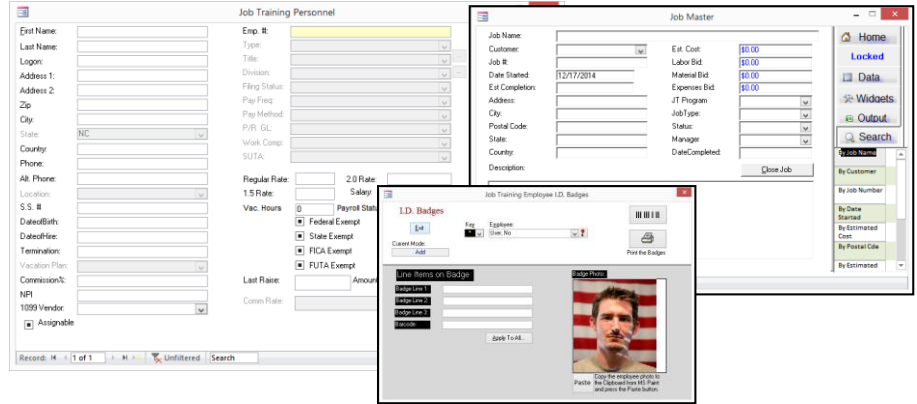 Job Training Personnel
First Name:
Last Name:
Logon:
Address 1:
Address 2:
Zip
City:
State: NC
Country:
Phone:
Alt. Phone:
Location:
S.S. #
DateofBirth:
DateofHire:
Termination:
Vacation Plan:
Commission%:
NPI
1099 Vendor:
Assignable
Emp. #:
Type:
Title:
Division:
Filing Status:
Pay Freq:
Pay Method:
P/R GL:
Work Comp:
SUTA:
Regular Rate: 2.0 Rate:
1.5 Rate: Salary:
Vac. Hours 0 Payroll Statu
Federal Exempt
State Exempt
FICA Exempt
FUTA Exempt
Last Raise: Amoun
Comm Rate:
Record: 1 of 1 Unfiltered Search
Job Master
Job Name:
Customer:
Job #:
Date Started: 12/17/2014
Est Completion:
Address:
City:
Postal Code:
State:
Country:
Description:
Est. Cost: $0.00
Labor Bid: $0.00
Material Bid: $0.00
Expenses Bid: $0.00
JT Program
JobType:
Status:
Manager
DateCompleted:
Close Job
Home
Locked
Data
Widgets
Output
Search
By Job Name
By Customer
By Job Number
By Date
Started
By Estimated
Cost
By Postal Cde
By Estimated
Job Training Employee I.D. Badges
I.D. Badges
Exit
Key Employee:
* User, No ?
Current Mode:
Add
Print the Badges
Line Items on Badge
Badge Line 1:
Badge Line 2:
Badge Line 3:
Barcode:
Apply To All...
Badge Photo:
Paste
Copy the employee photo to
the Clipboard from MS Paint
and press the Paste button.